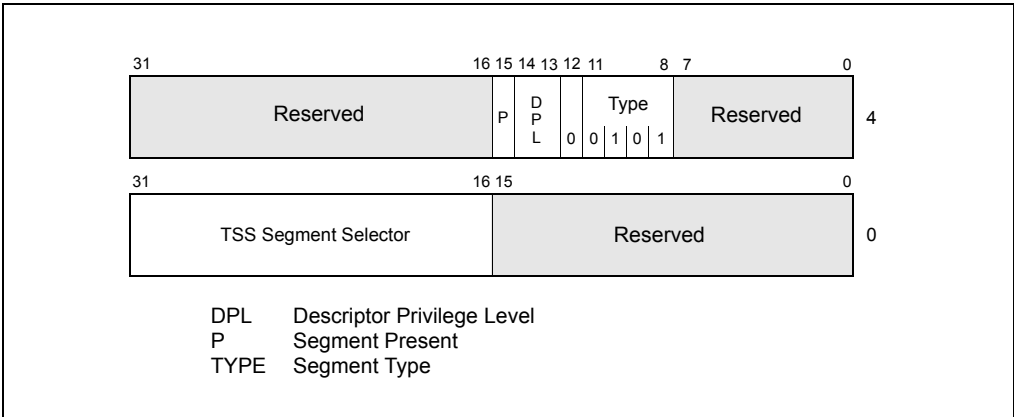 31 16 15 14 13 12 11 8 7 0
Reserved P DPL 0 Type 0 1 0 1 Reserved 4
31 16 15 0
TSS Segment Selector Reserved 0
DPL Descriptor Privilege Level
P Segment Present
TYPE Segment Type